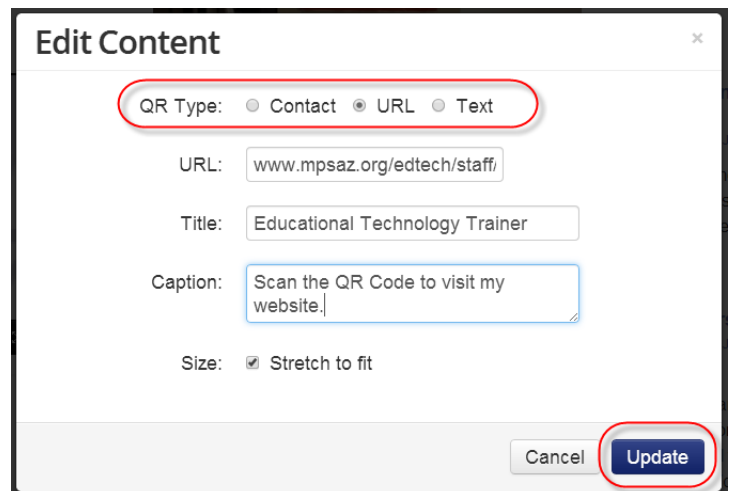 Edit Content ×
QR Type: Contact URL Text
URL: www.mpsaz.org/edtech/staff/
Title: Educational Technology Trainer
Caption: Scan the QR Code to visit my
website.
Size: Stretch to fit
Cancel Update